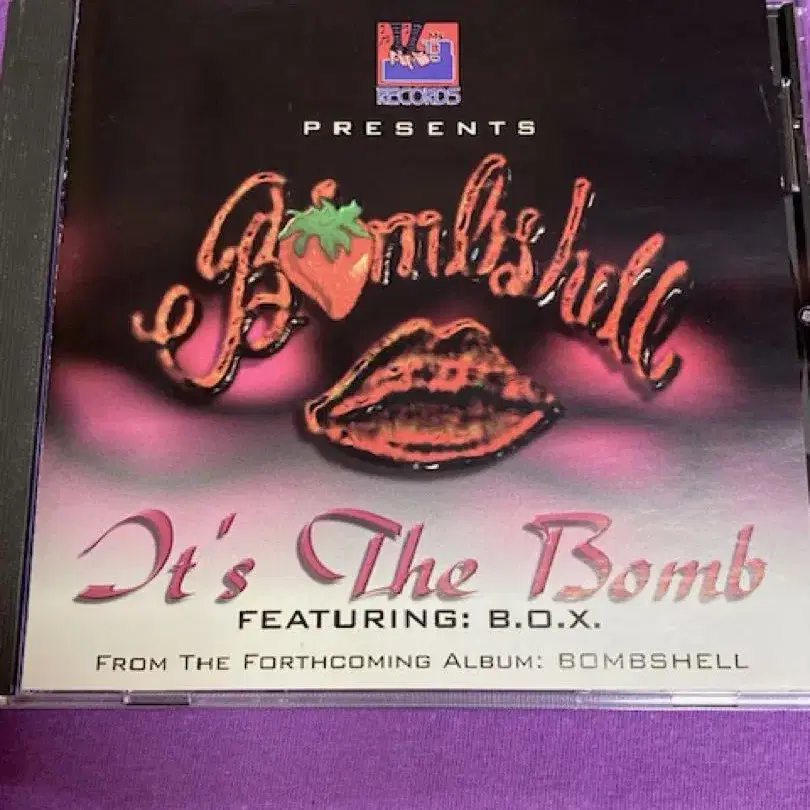 RECORDS
PRESENTS
Bombshell
It's The Bomb
FEATURING: B.O.X.
FROM THE FORTHCOMING ALBUM: BOMBSHELL